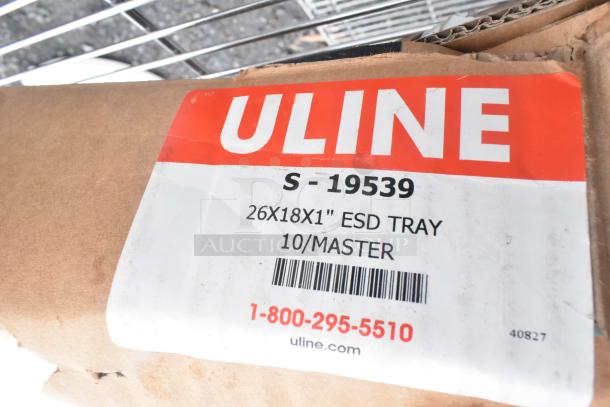 ULINE
S - 19539
26X18X1" ESD TRAY
10/MASTER
1-800-295-5510
uline.com
40827